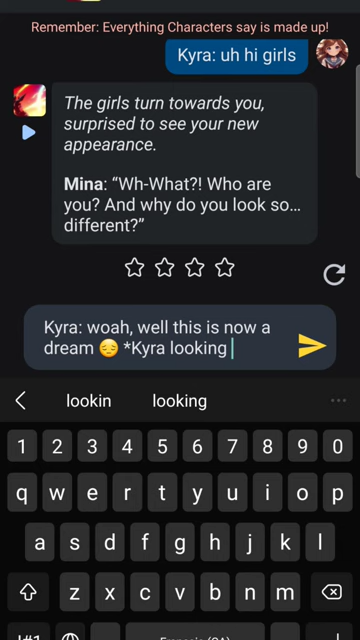 Remember: Everything Characters say is made up!
Kyra: uh hi girls
The girls turn towards you,
surprised to see your new
appearance.
Mina: “Wh-What?! Who are
you? And why do you look so...
different?”
Kyra: woah, well this is now a
dream 😔 *Kyra looking
lookin looking
1 2 3 4 5 6 7 8 9 0
q w e r t y u i o p
a s d f g h j k l
z x c v b n m
!#1